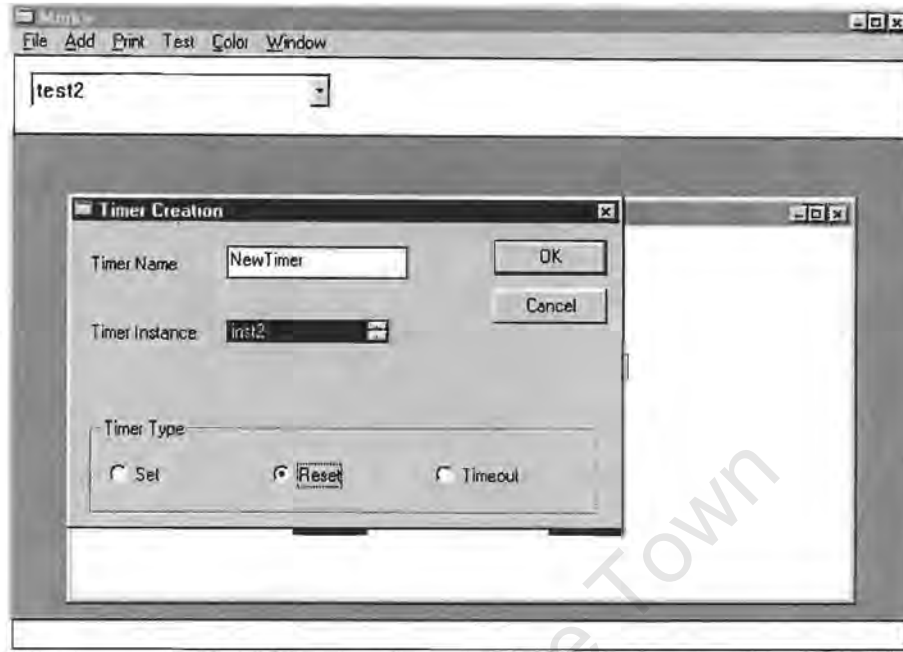 File Add Print Test Color Window
test2
Timer Creation
Timer Name NewTimer OK
Cancel
Timer Instance inst2
Timer Type
Set Reset Timeout
Town